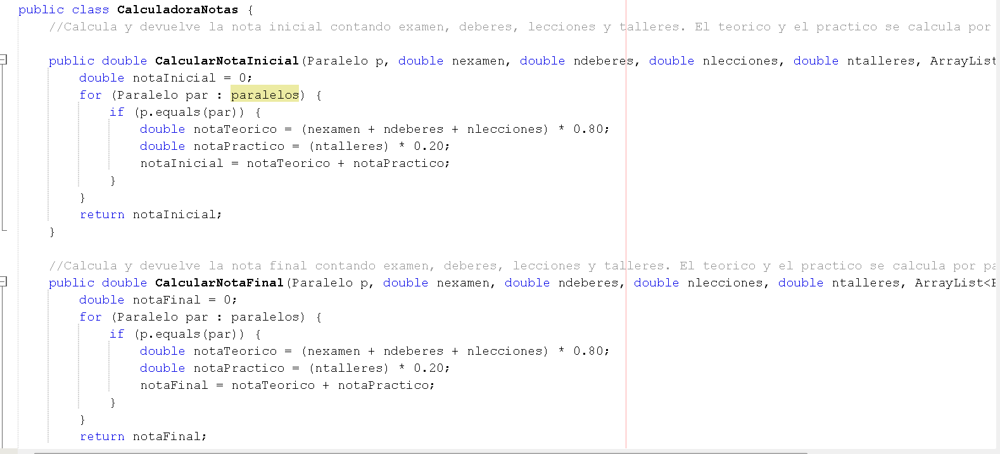 public class CalculadoraNotas {
//Calcula y devuelve la nota inicial contando examen, deberes, lecciones y talleres. El teorico y el practico se calcula por
public double CalcularNotaInicial(Paralelo p, double nexamen, double ndeberes, double nlecciones, double ntalleres, ArrayList
double notaInicial = 0;
for (Paralelo par : paralelos) {
if (p.equals(par)) {
double notaTeorico = (nexamen + ndeberes + nlecciones) * 0.80;
double notaPractico = (ntalleres) * 0.20;
notaInicial = notaTeorico + notaPractico;
}
}
return notaInicial;
}
//Calcula y devuelve la nota final contando examen, deberes, lecciones y talleres. El teorico y el practico se calcula por pa
public double CalcularNotaFinal(Paralelo p, double nexamen, double ndeberes, double nlecciones, double ntalleres, ArrayList<
double notaFinal = 0;
for (Paralelo par : paralelos) {
if (p.equals(par)) {
double notaTeorico = (nexamen + ndeberes + nlecciones) * 0.80;
double notaPractico = (ntalleres) * 0.20;
notaFinal = notaTeorico + notaPractico;
}
}
return notaFinal;